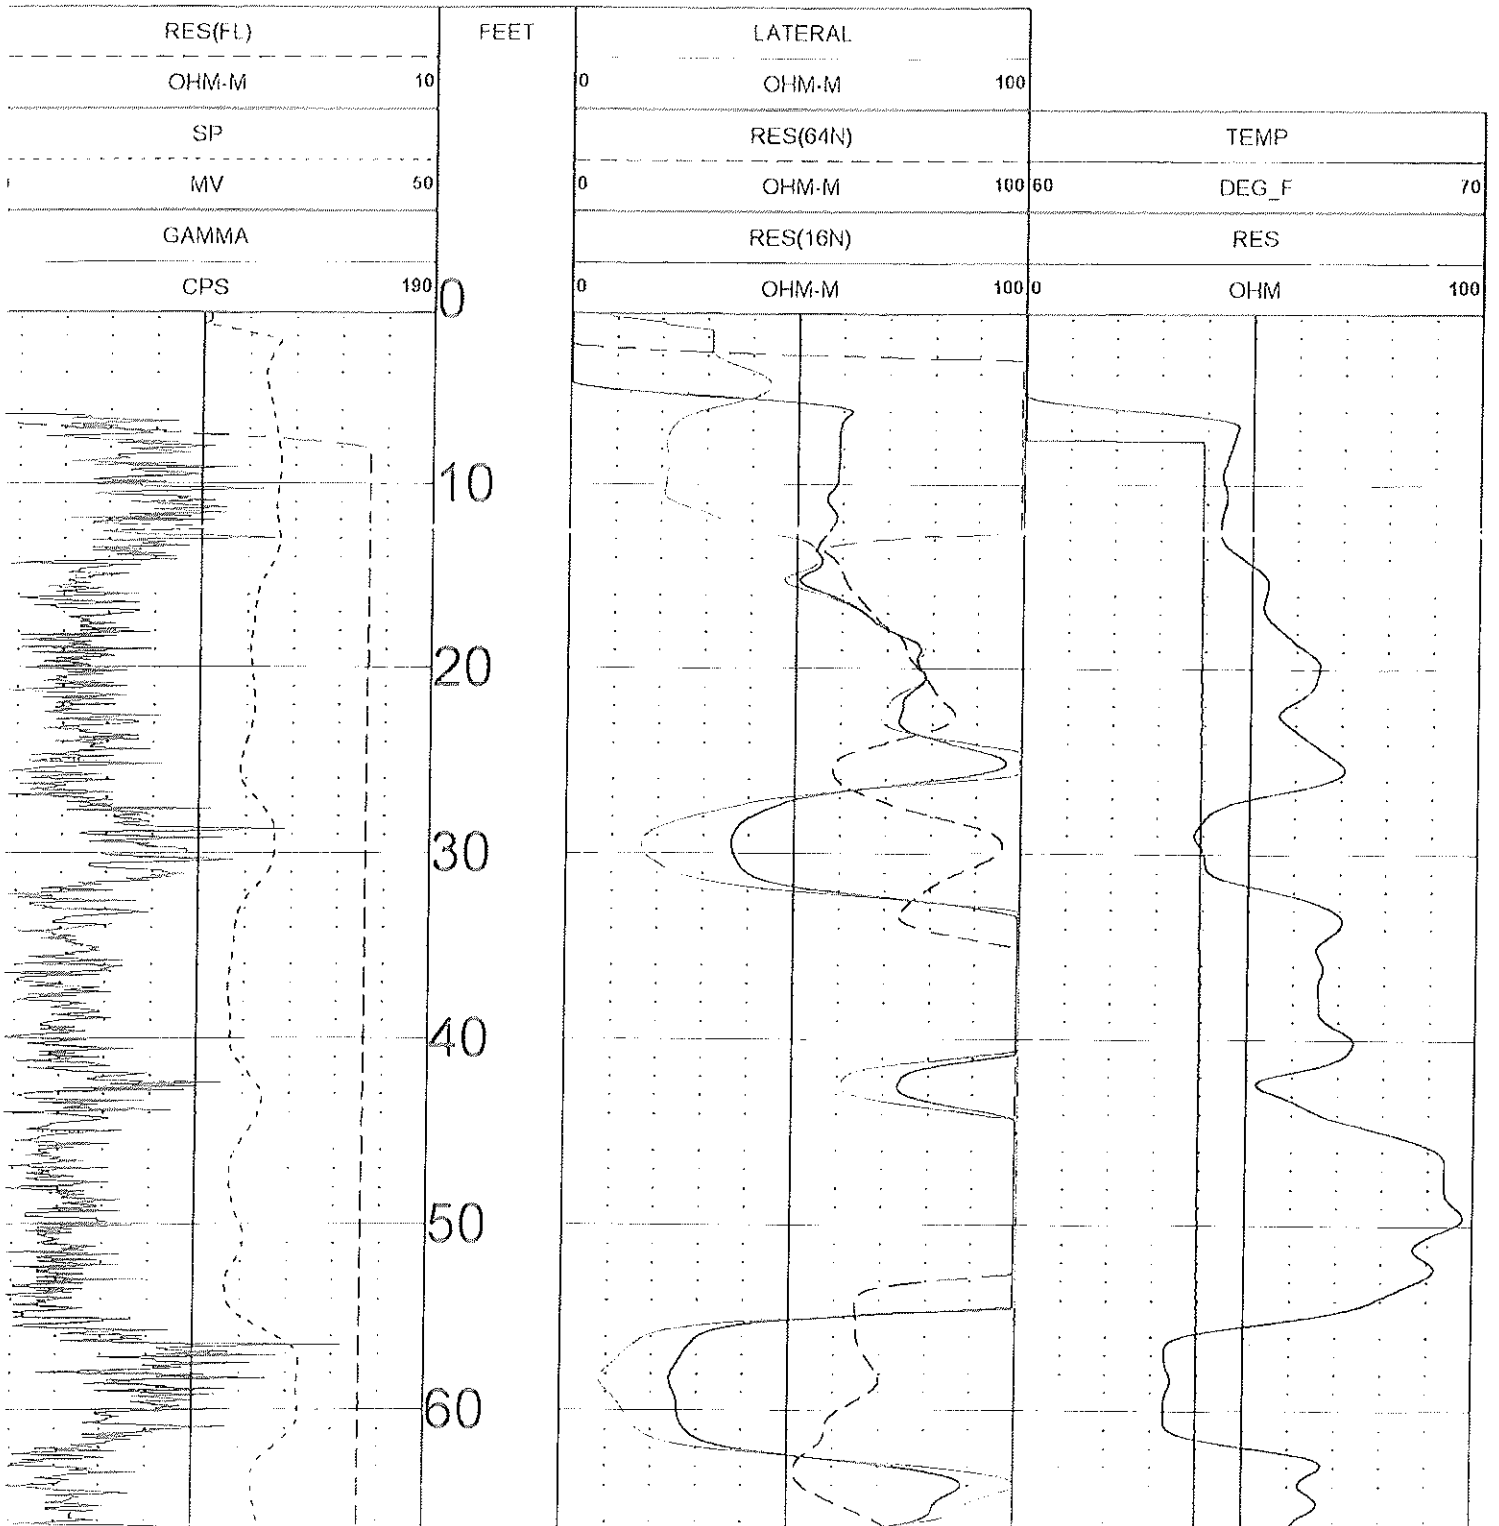 RES(FL) FEET LATERAL
OHM-M 10 0 OHM-M 100
SP RES(64N) TEMP
MV 50 0 OHM-M 100 60 DEG_F 70
GAMMA RES(16N) RES
CPS 190 0 OHM-M 100 0 OHM 100
0
10
20
30
40
50
60